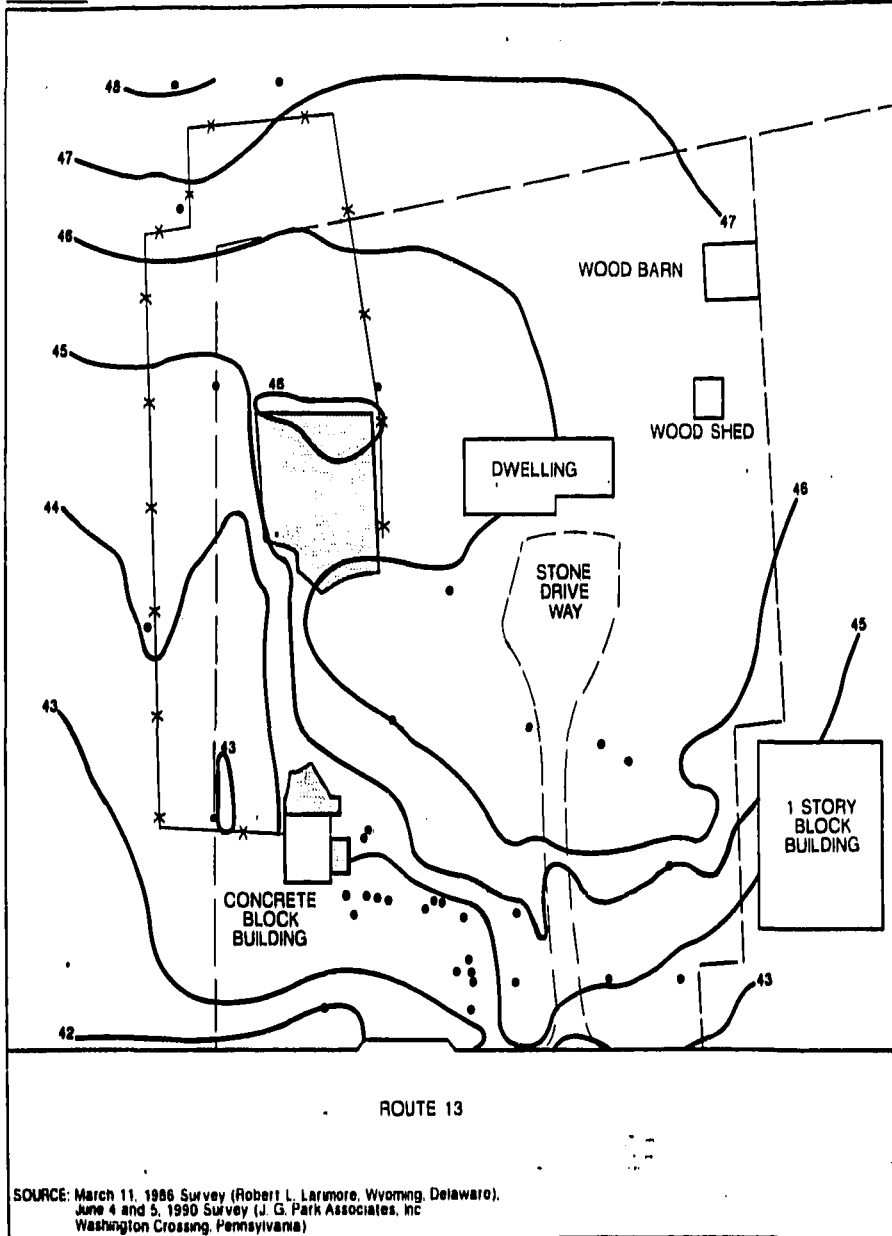 48
47
47
46
WOOD BARN
45
46
WOOD SHED
DWELLING
44
46
STONE
DRIVE
WAY
45
43
43
1 STORY
BLOCK
BUILDING
CONCRETE
BLOCK
BUILDING
43
42
ROUTE 13
SOURCE: March 11, 1986 Survey (Robert L. Larimore, Wyoming, Delaware).
June 4 and 5, 1990 Survey (J. G. Park Associates, Inc
Washington Crossing, Pennsylvania)